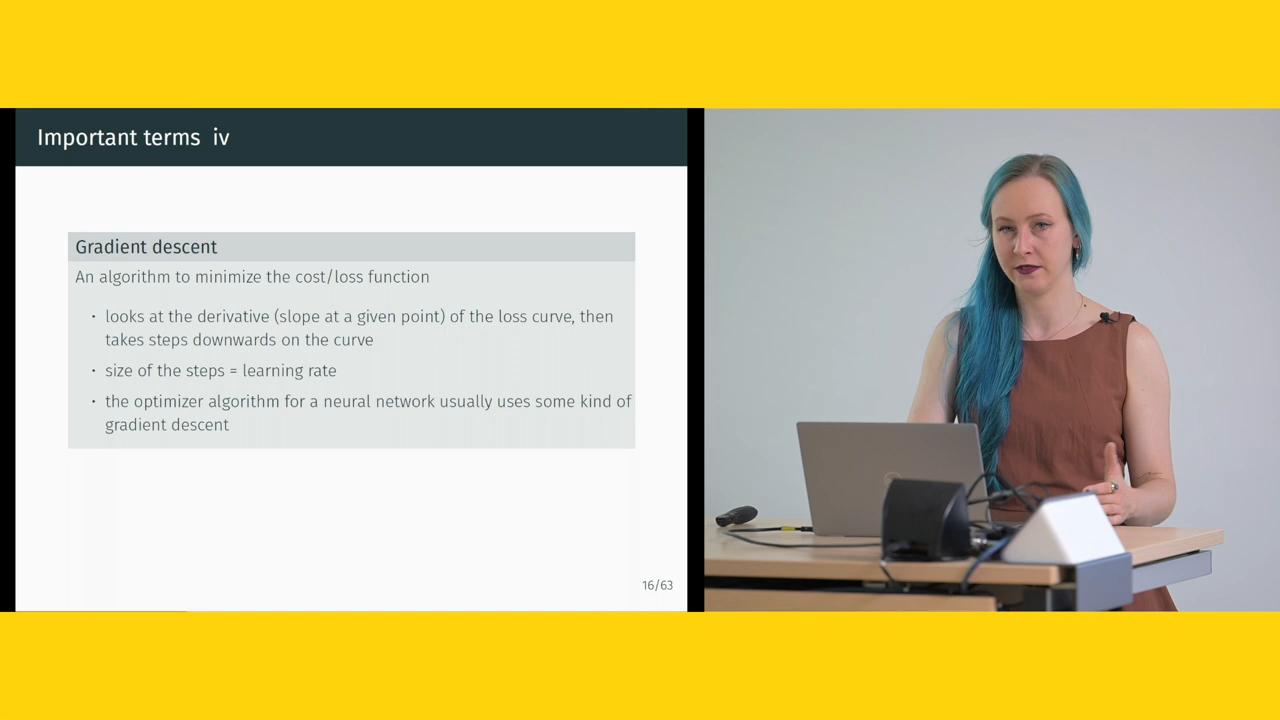 Important terms iv
Gradient descent
An algorithm to minimize the cost/loss function
• looks at the derivative (slope at a given point) of the loss curve, then
takes steps downwards on the curve
• size of the steps = learning rate
• the optimizer algorithm for a neural network usually uses some kind of
gradient descent
16/63